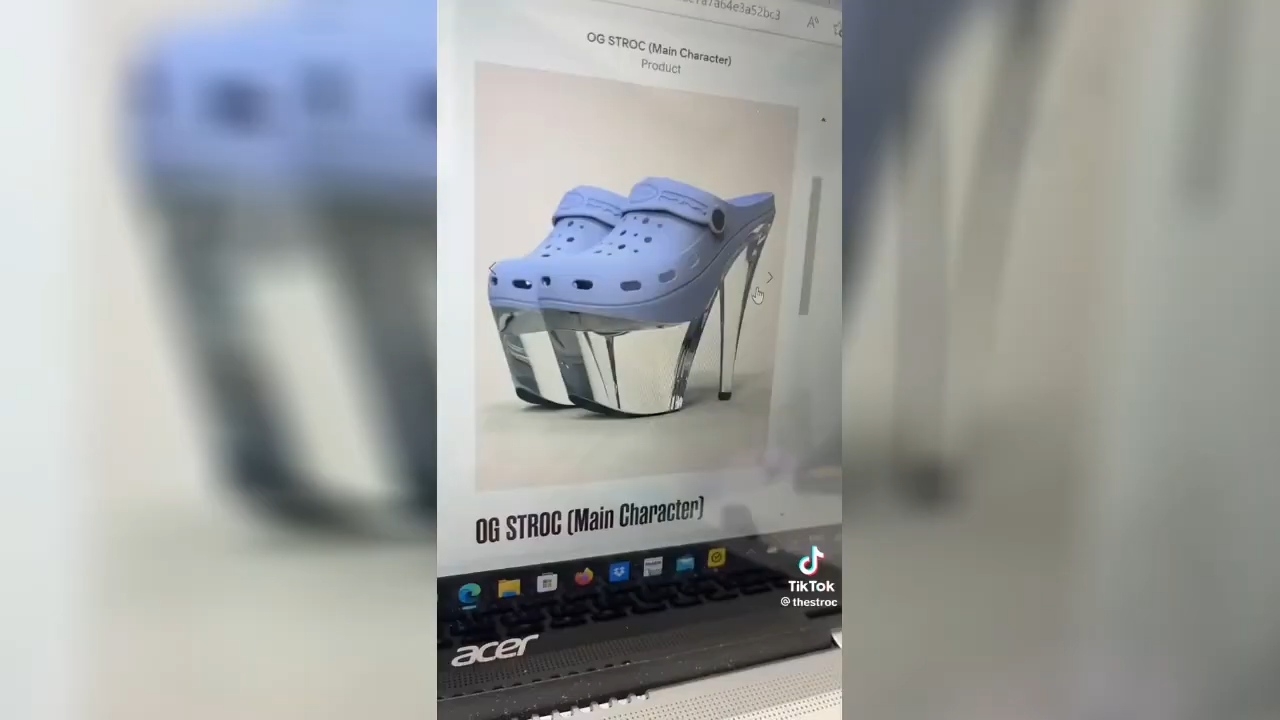 OG STROC (Main Character)
Product
OG STROC (Main Character)
TikTok
@ thestroc
acer